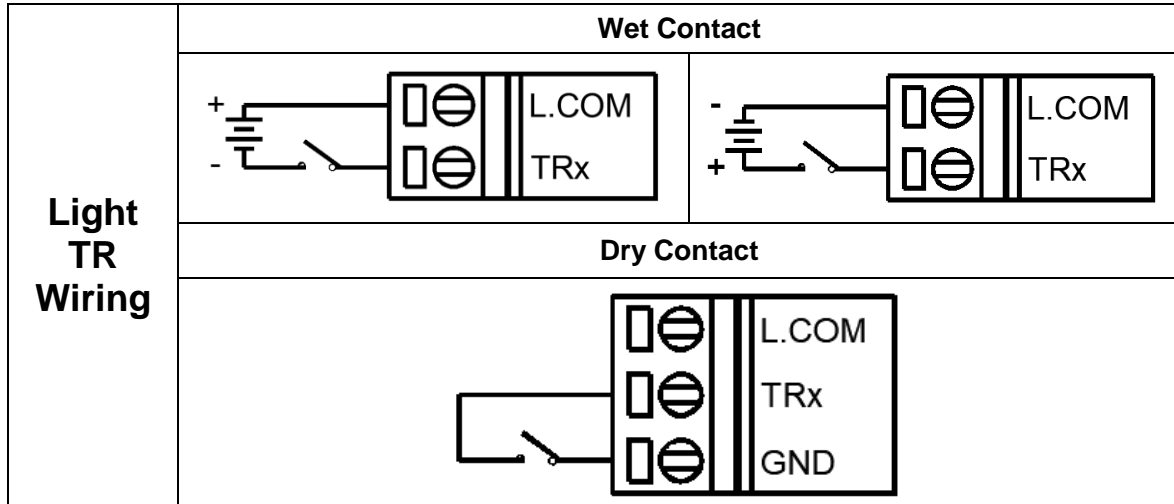 Light
TR
Wiring
Wet Contact
+
-
L.COM
TRx
-
+
L.COM
TRx
Dry Contact
L.COM
TRx
GND